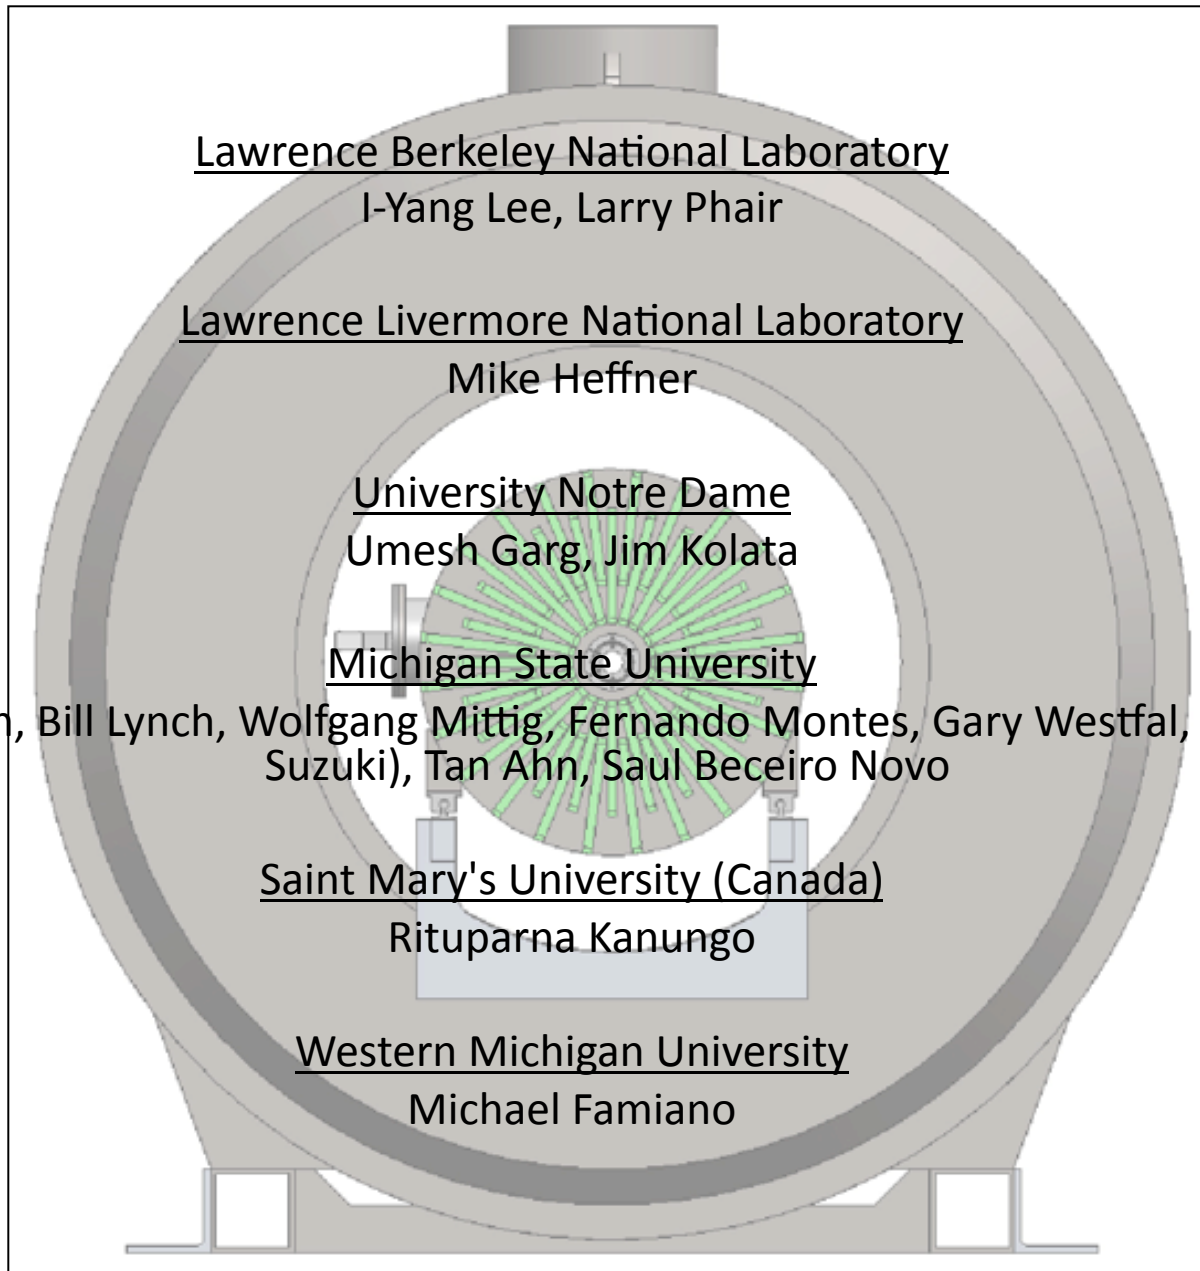 Lawrence Berkeley National Laboratory
I-Yang Lee, Larry Phair
Lawrence Livermore National Laboratory
Mike Heffner
University Notre Dame
Umesh Garg, Jim Kolata
Michigan State University
Bill Lynch, Wolfgang Mittig, Fernando Montes, Gary Westfal,
Suzuki), Tan Ahn, Saul Beceiro Novo
Saint Mary's University (Canada)
Rituparna Kanungo
Western Michigan University
Michael Famiano